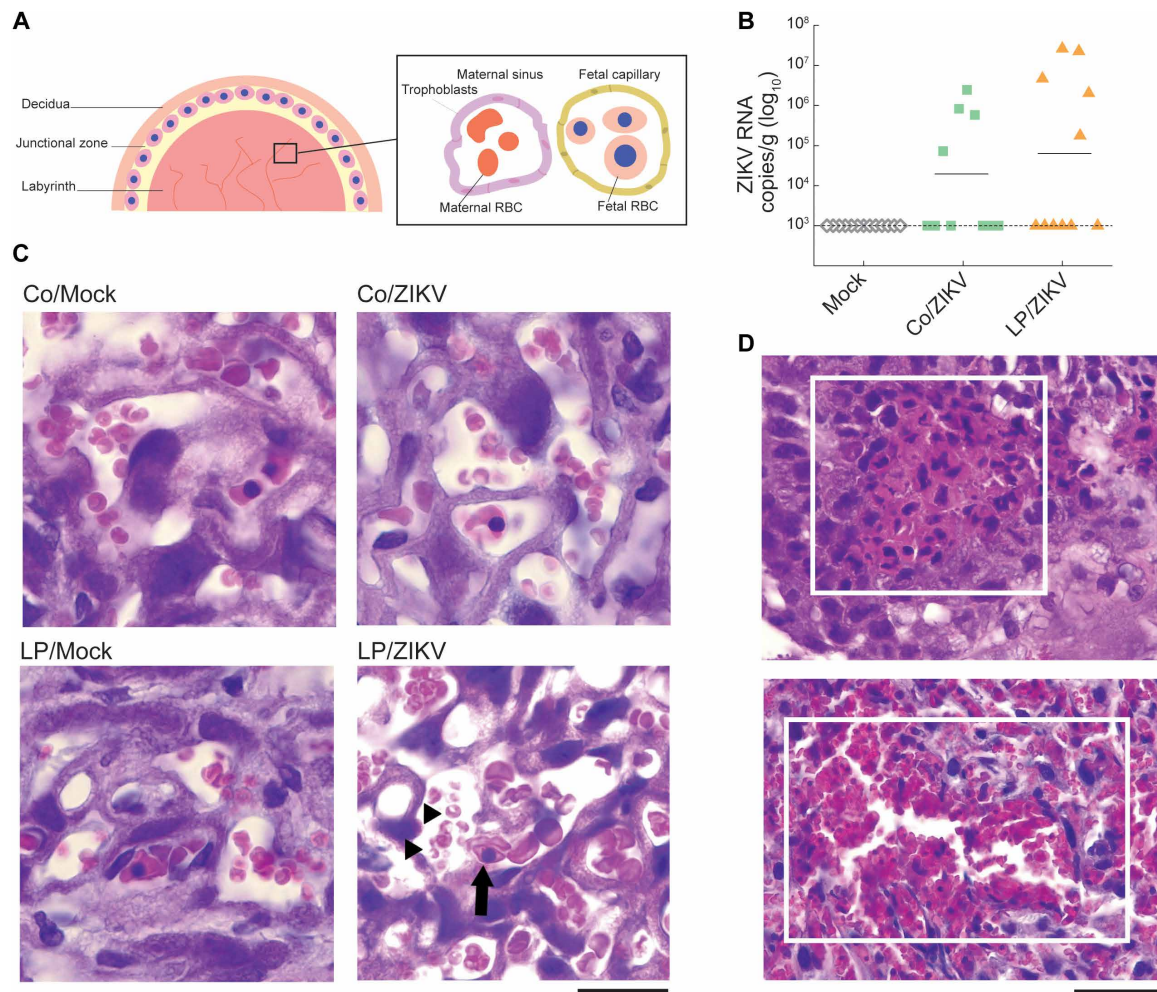 A
Decidua
Junctional zone
Labyrinth
Maternal sinus
Trophoblasts
Maternal RBC
Fetal capillary
Fetal RBC
B
ZIKV RNA
copies/g (log10)
10⁸
10⁷
10⁶
10⁵
10⁴
10³
Mock
Co/ZIKV
LP/ZIKV
C
Co/Mock
Co/ZIKV
LP/Mock
LP/ZIKV
D